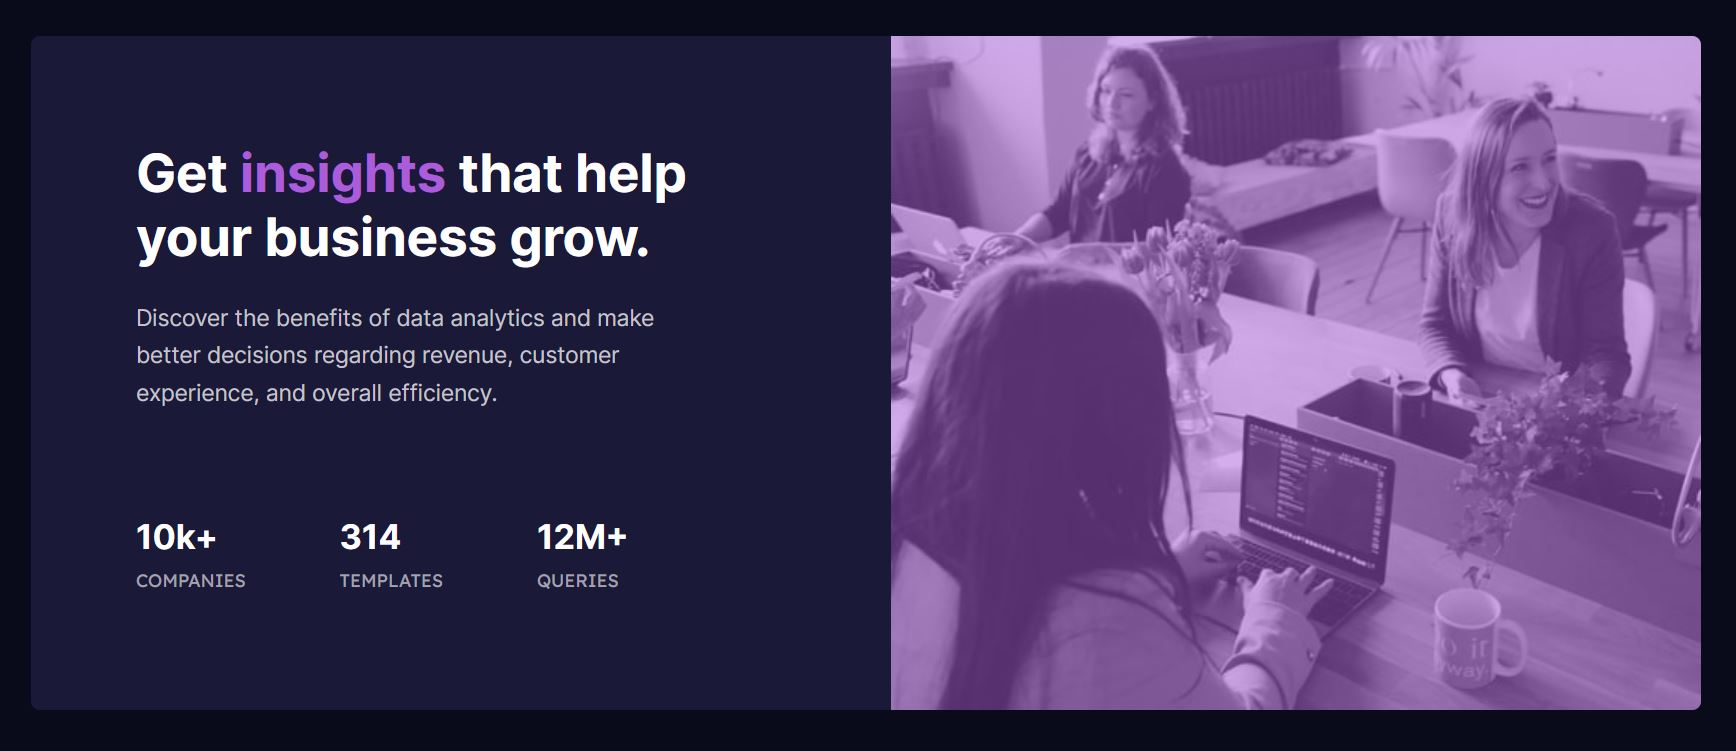 Get insights that help
your business grow.
Discover the benefits of data analytics and make
better decisions regarding revenue, customer
experience, and overall efficiency.
10k+ 314 12M+
COMPANIES TEMPLATES QUERIES
it